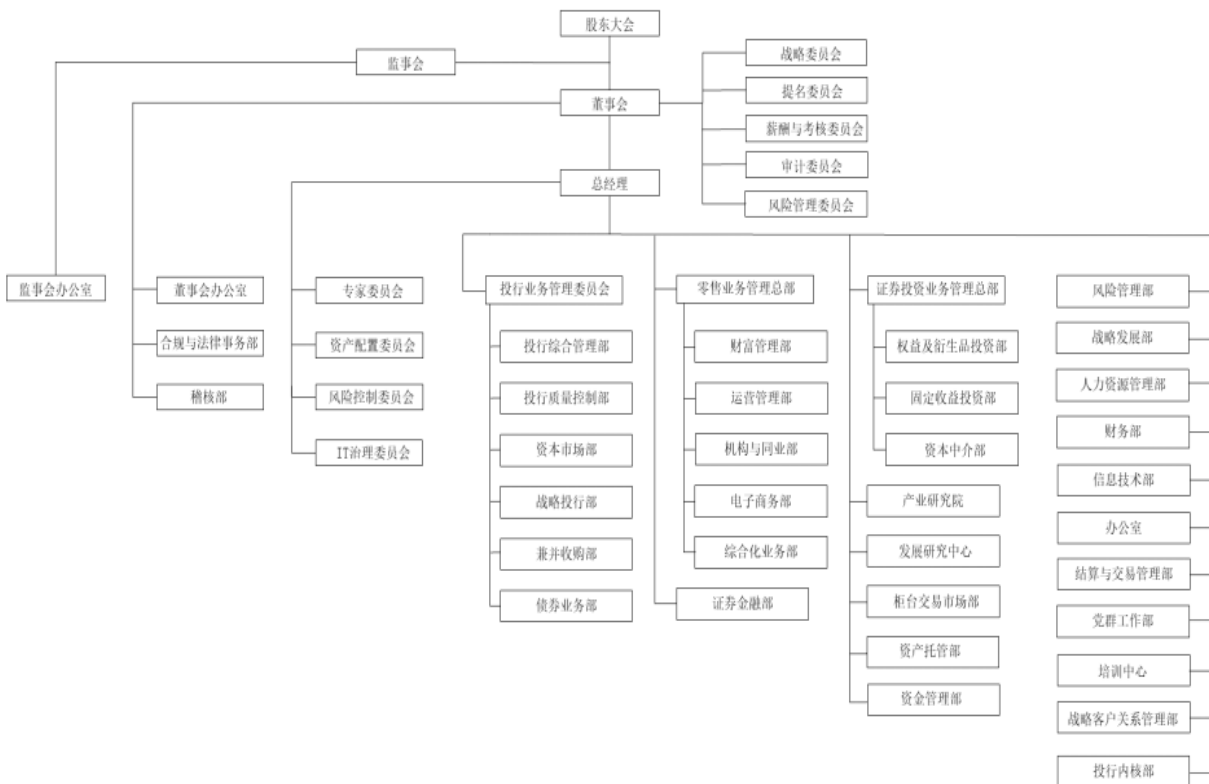 股东大会
监事会
战略委员会
提名委员会
董事会
薪酬与考核委员会
审计委员会
总经理
风险管理委员会
监事会办公室
董事会办公室
合规与法律事务部
稽核部
专家委员会
资产配置委员会
风险控制委员会
IT治理委员会
投行业务管理委员会
投行综合管理部
投行质量控制部
资本市场部
战略投行部
兼并收购部
债券业务部
零售业务管理总部
财富管理部
运营管理部
机构与同业部
电子商务部
综合化业务部
证券金融部
证券投资业务管理总部
权益及衍生品投资部
固定收益投资部
资本中介部
产业研究院
发展研究中心
柜台交易市场部
资产托管部
资金管理部
风险管理部
战略发展部
人力资源管理部
财务部
信息技术部
办公室
结算与交易管理部
党群工作部
培训中心
战略客户关系管理部
投行内核部